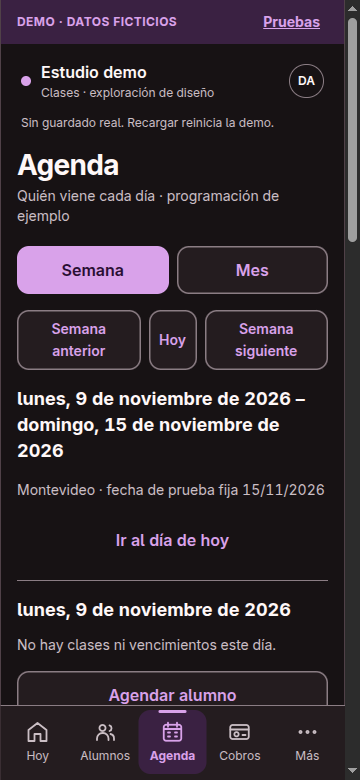 DEMO · DATOS FICTICIOS
Pruebas
Estudio demo
Clases · exploración de diseño
DA
Sin guardado real. Recargar reinicia la demo.
Agenda
Quién viene cada día · programación de
ejemplo
Semana
Mes
Semana
anterior
Hoy
Semana
siguiente
lunes, 9 de noviembre de 2026 –
domingo, 15 de noviembre de
2026
Montevideo · fecha de prueba fija 15/11/2026
Ir al día de hoy
lunes, 9 de noviembre de 2026
No hay clases ni vencimientos este día.
Agendar alumno
Hoy
Alumnos
Agenda
Cobros
Más